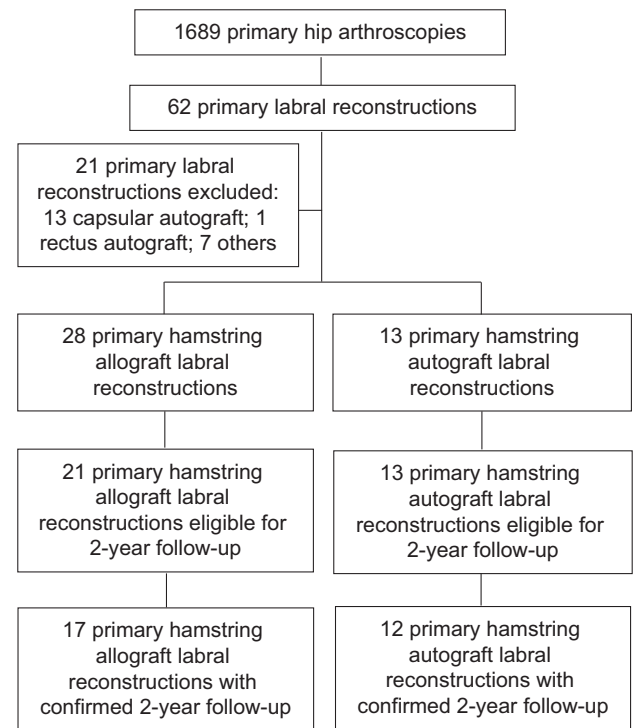 1689 primary hip arthroscopies
62 primary labral reconstructions
21 primary labral
reconstructions excluded:
13 capsular autograft; 1
rectus autograft; 7 others
28 primary hamstring
allograft labral
reconstructions
13 primary hamstring
autograft labral
reconstructions
21 primary hamstring
allograft labral
reconstructions eligible for
2-year follow-up
13 primary hamstring
autograft labral
reconstructions eligible for
2-year follow-up
17 primary hamstring
allograft labral
reconstructions with
confirmed 2-year follow-up
12 primary hamstring
autograft labral
reconstructions with
confirmed 2-year follow-up